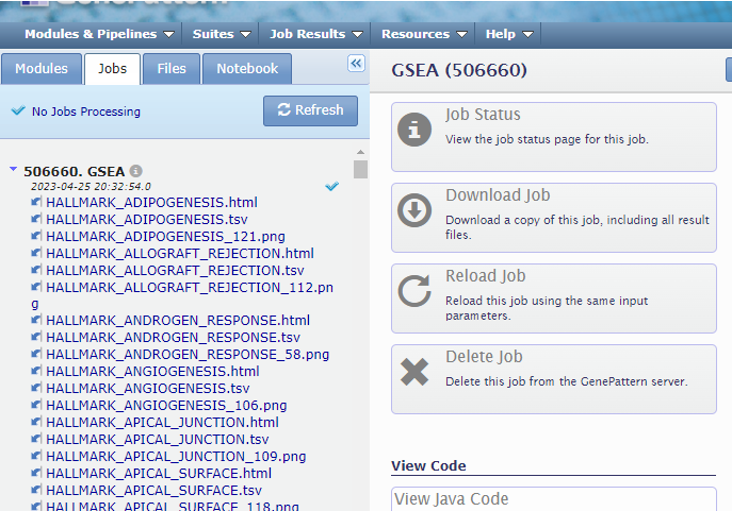 GenePattern
Modules & Pipelines Suites Job Results Resources Help
Modules Jobs Files Notebook
No Jobs Processing
Refresh
506660. GSEA
2023-04-25 20:32:54.0
HALLMARK_ADIPOGENESIS.html
HALLMARK_ADIPOGENESIS.tsv
HALLMARK_ADIPOGENESIS_121.png
HALLMARK_ALLOGRAFT_REJECTION.html
HALLMARK_ALLOGRAFT_REJECTION.tsv
HALLMARK_ALLOGRAFT_REJECTION_112.pn
g
HALLMARK_ANDROGEN_RESPONSE.html
HALLMARK_ANDROGEN_RESPONSE.tsv
HALLMARK_ANDROGEN_RESPONSE_58.png
HALLMARK_ANGIOGENESIS.html
HALLMARK_ANGIOGENESIS.tsv
HALLMARK_ANGIOGENESIS_106.png
HALLMARK_APICAL_JUNCTION.html
HALLMARK_APICAL_JUNCTION.tsv
HALLMARK_APICAL_JUNCTION_109.png
HALLMARK_APICAL_SURFACE.html
HALLMARK_APICAL_SURFACE.tsv
HALLMARK_APICAL_SURFACE_118.png
GSEA (506660)
Job Status
View the job status page for this job.
Download Job
Download a copy of this job, including all result
files.
Reload Job
Reload this job using the same input
parameters.
Delete Job
Delete this job from the GenePattern server.
View Code
View Java Code